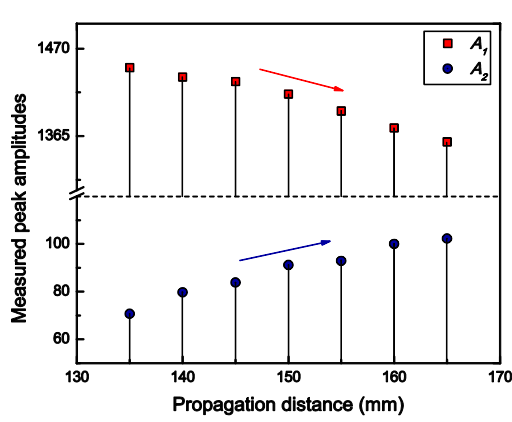 A1
A2
1470
1365
100
80
60
Measured peak amplitudes
130 140 150 160 170
Propagation distance (mm)